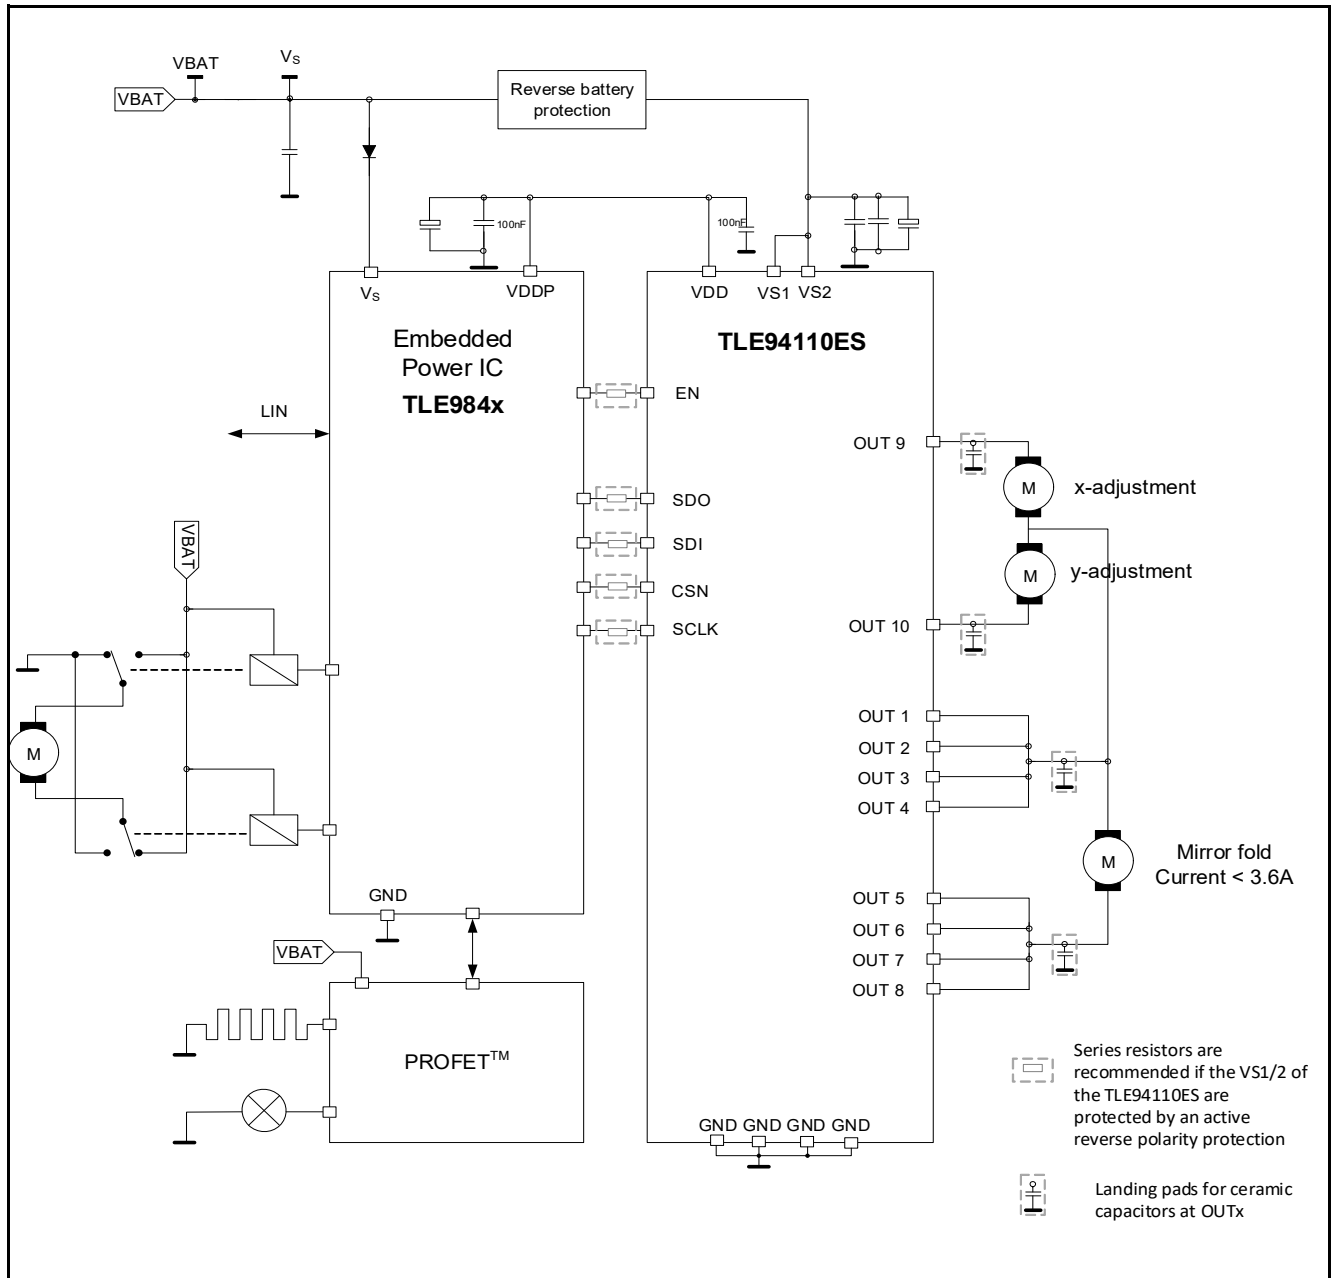 VBAT
VS
VBAT
Reverse battery
protection
100nF
100nF
VS
VDDP
VDD
VS1
VS2
Embedded
Power IC
TLE984x
TLE94110ES
EN
LIN
OUT 9
M
x-adjustment
SDO
VBAT
SDI
M
y-adjustment
CSN
OUT 10
SCLK
OUT 1
OUT 2
M
OUT 3
OUT 4
M
Mirror fold
Current < 3.6A
GND
OUT 5
OUT 6
VBAT
OUT 7
OUT 8
PROFET™
Series resistors are
recommended if the VS1/2 of
the TLE94110ES are
protected by an active
reverse polarity protection
GND GND GND GND
Landing pads for ceramic
capacitors at OUTx